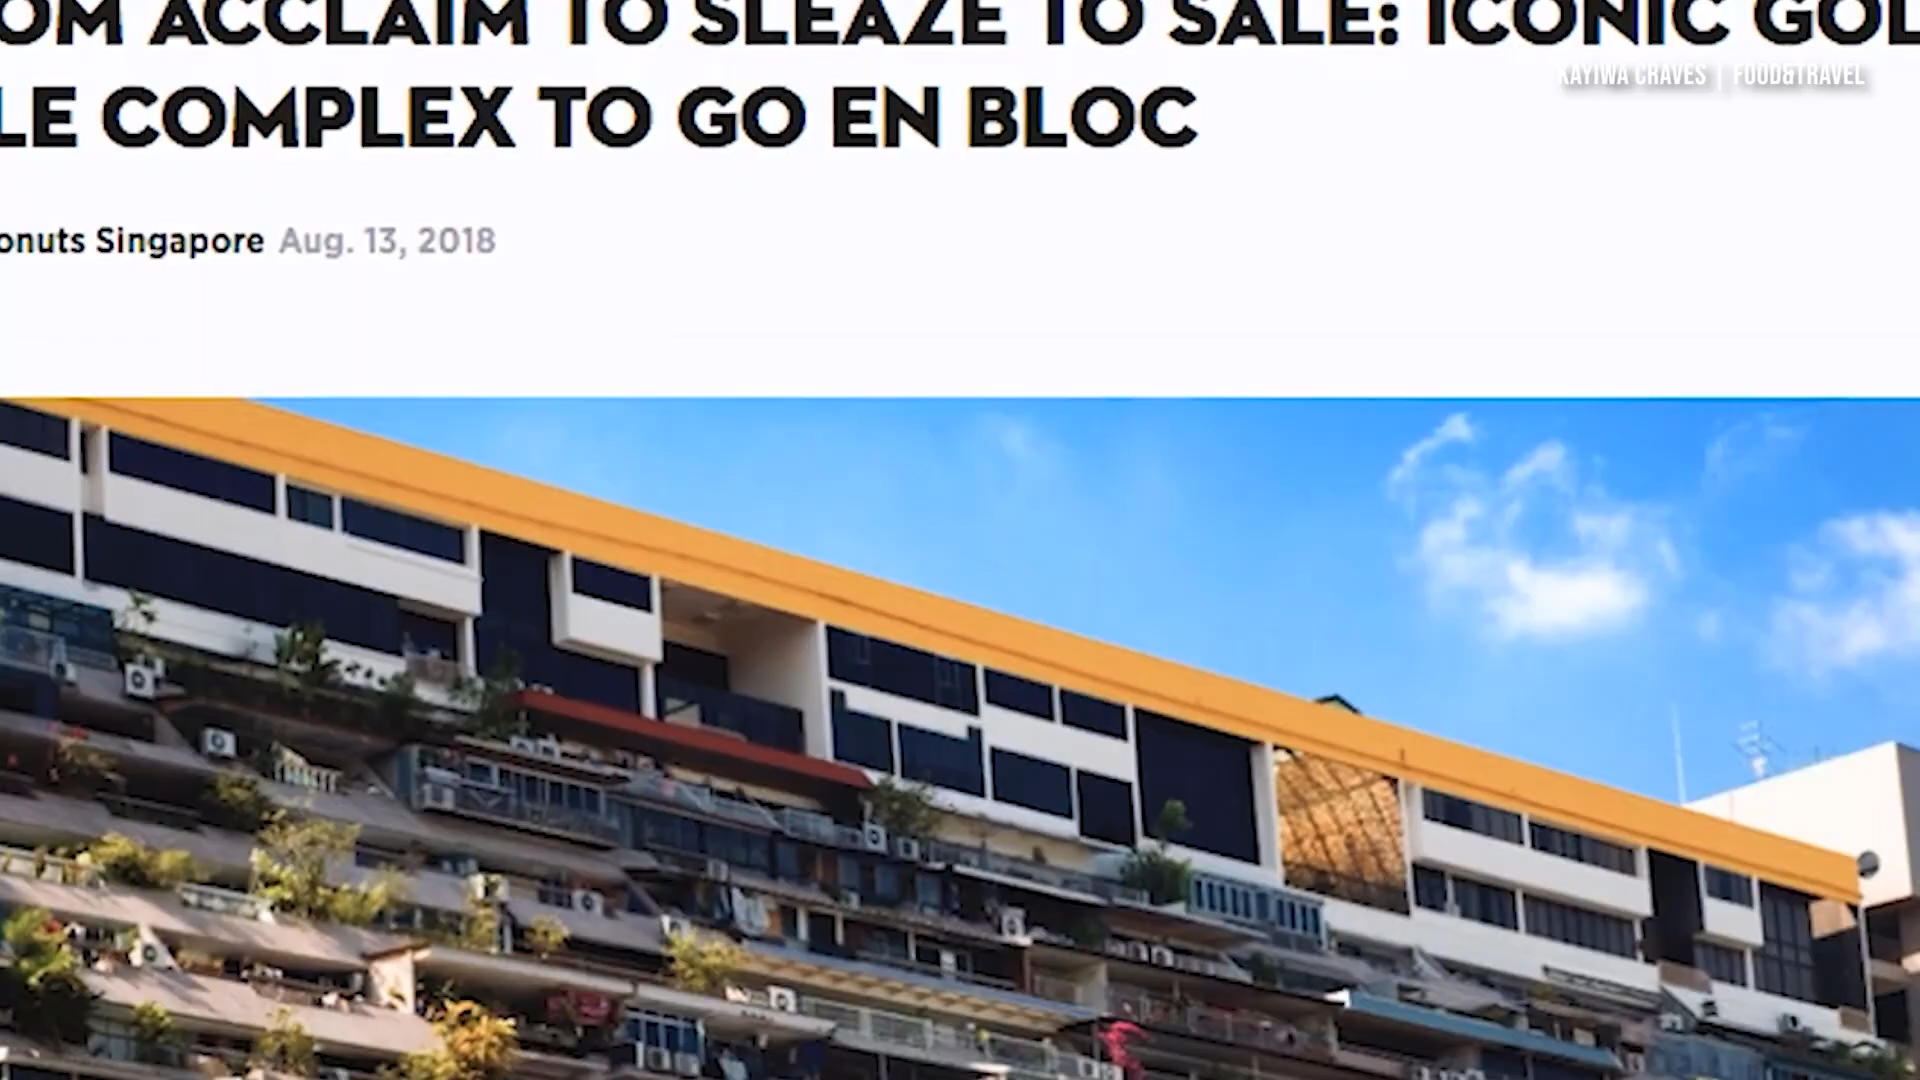 OM ACCLAIM TO SLEAZE TO SALE: ICONIC GOL
KAYIWA CRAVES | FOOD&TRAVEL
LE COMPLEX TO GO EN BLOC
onuts Singapore Aug. 13, 2018